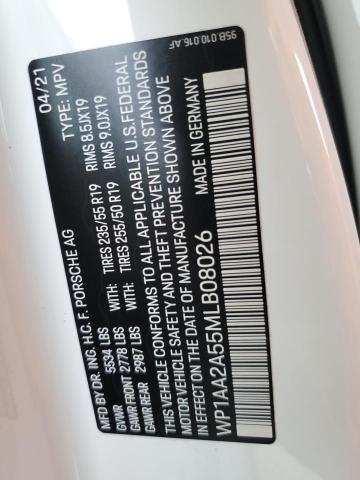 95B.010.016.AF
MFD BY DR. ING. H.C. F. PORSCHE AG 04/21
GVWR 5534 LBS TYPE: MPV
GAWR FRONT 2778 LBS WITH: TIRES 235/55 R19 RIMS 8.5JX19
GAWR REAR 2987 LBS WITH: TIRES 255/50 R19 RIMS 9.0JX19
THIS VEHICLE CONFORMS TO ALL APPLICABLE U.S. FEDERAL
MOTOR VEHICLE SAFETY AND THEFT PREVENTION STANDARDS
IN EFFECT ON THE DATE OF MANUFACTURE SHOWN ABOVE
MADE IN GERMANY
WP1AA2A55MLB08026